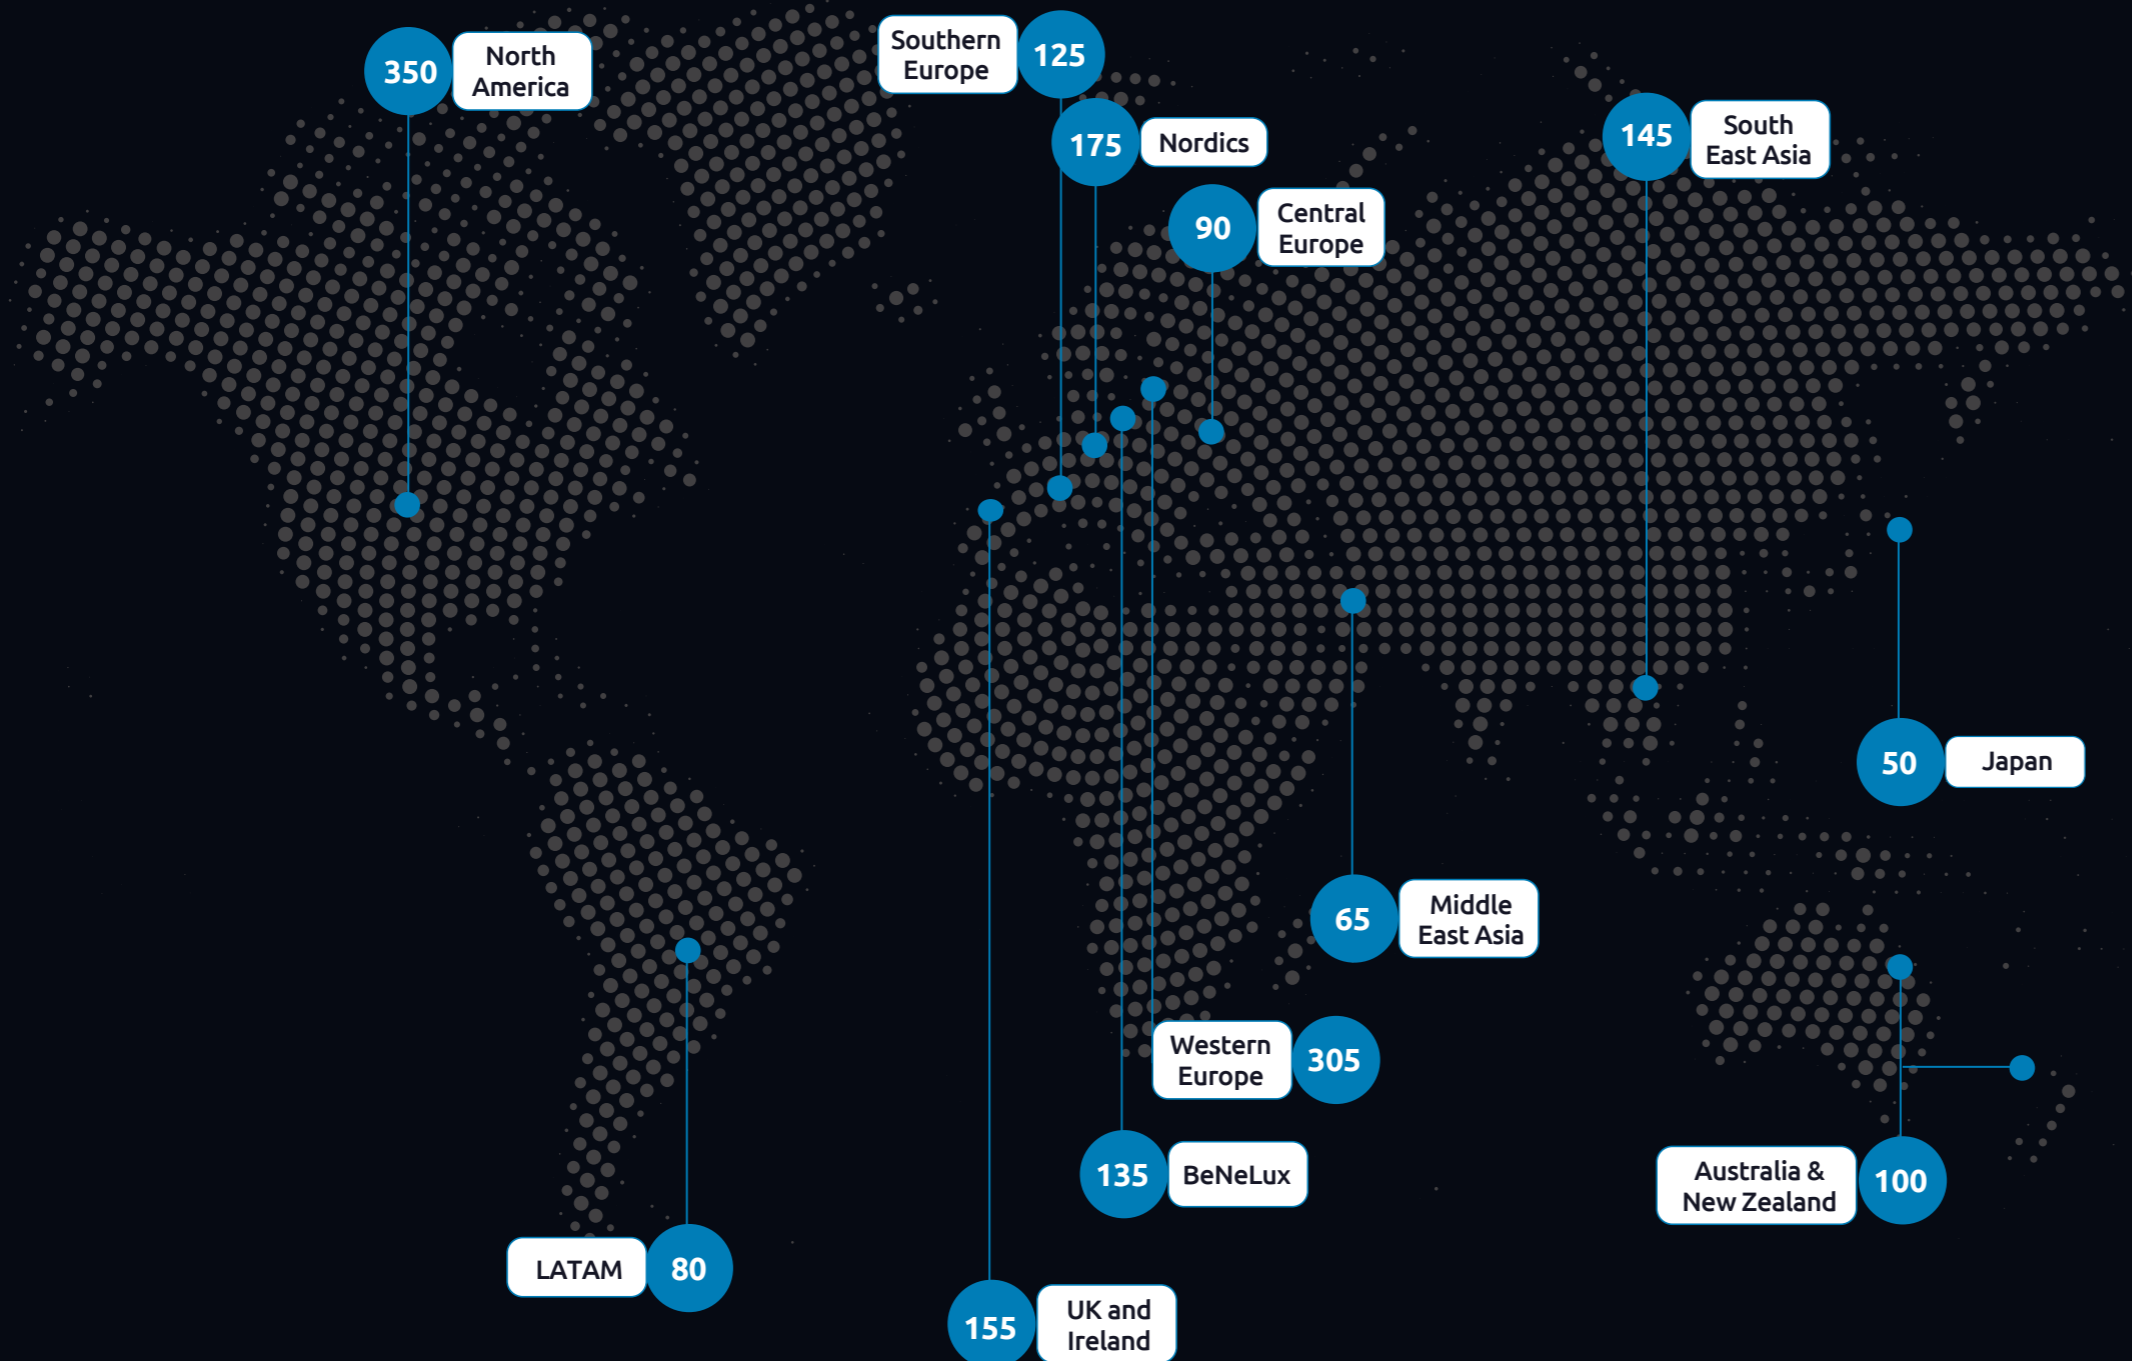 350
North
America
Southern
Europe
125
175
Nordics
145
South
East Asia
90
Central
Europe
50
Japan
65
Middle
East Asia
Western
Europe
305
135
BeNeLux
Australia &
New Zealand
100
LATAM
80
155
UK and
Ireland